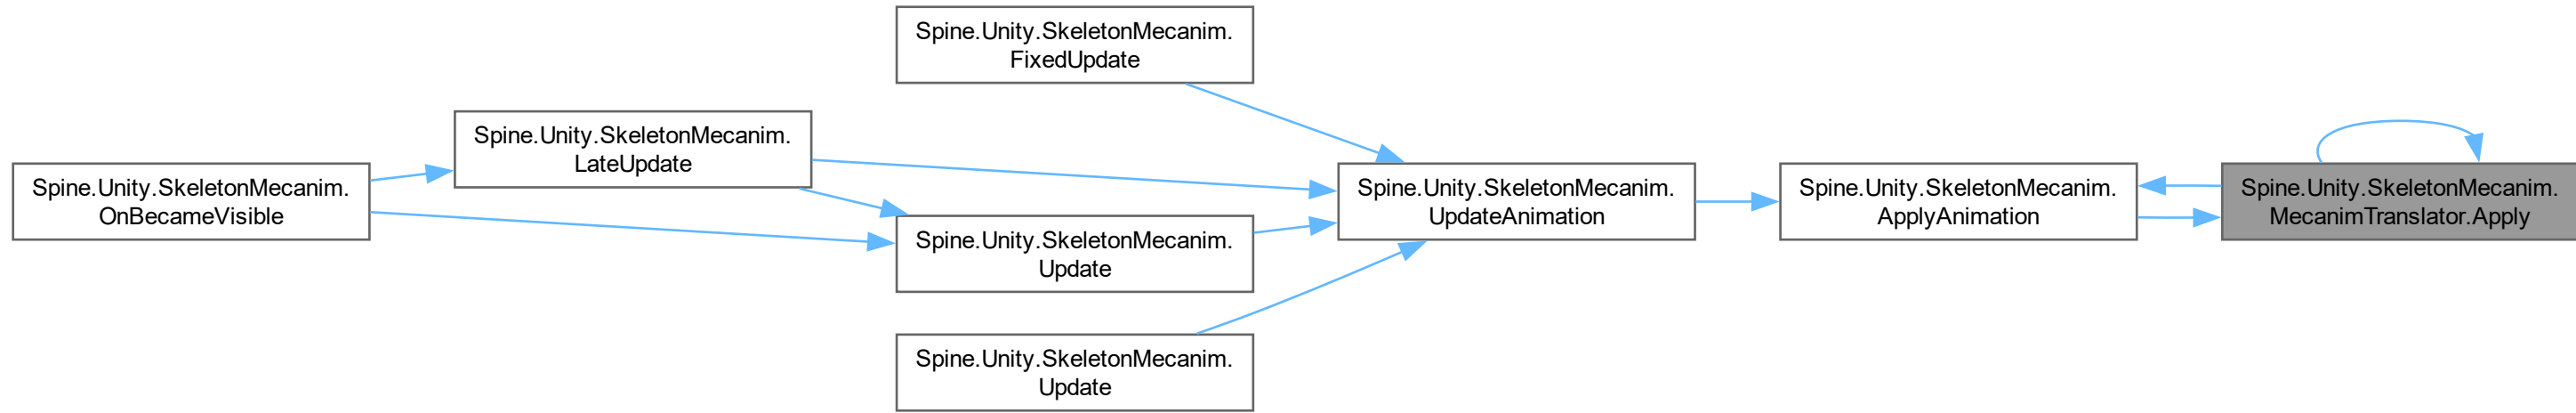 Spine.Unity.SkeletonMecanim.
FixedUpdate
Spine.Unity.SkeletonMecanim.
LateUpdate
Spine.Unity.SkeletonMecanim.
OnBecameVisible
Spine.Unity.SkeletonMecanim.
Update
Spine.Unity.SkeletonMecanim.
Update
Spine.Unity.SkeletonMecanim.
UpdateAnimation
Spine.Unity.SkeletonMecanim.
ApplyAnimation
Spine.Unity.SkeletonMecanim.
MecanimTranslator.Apply